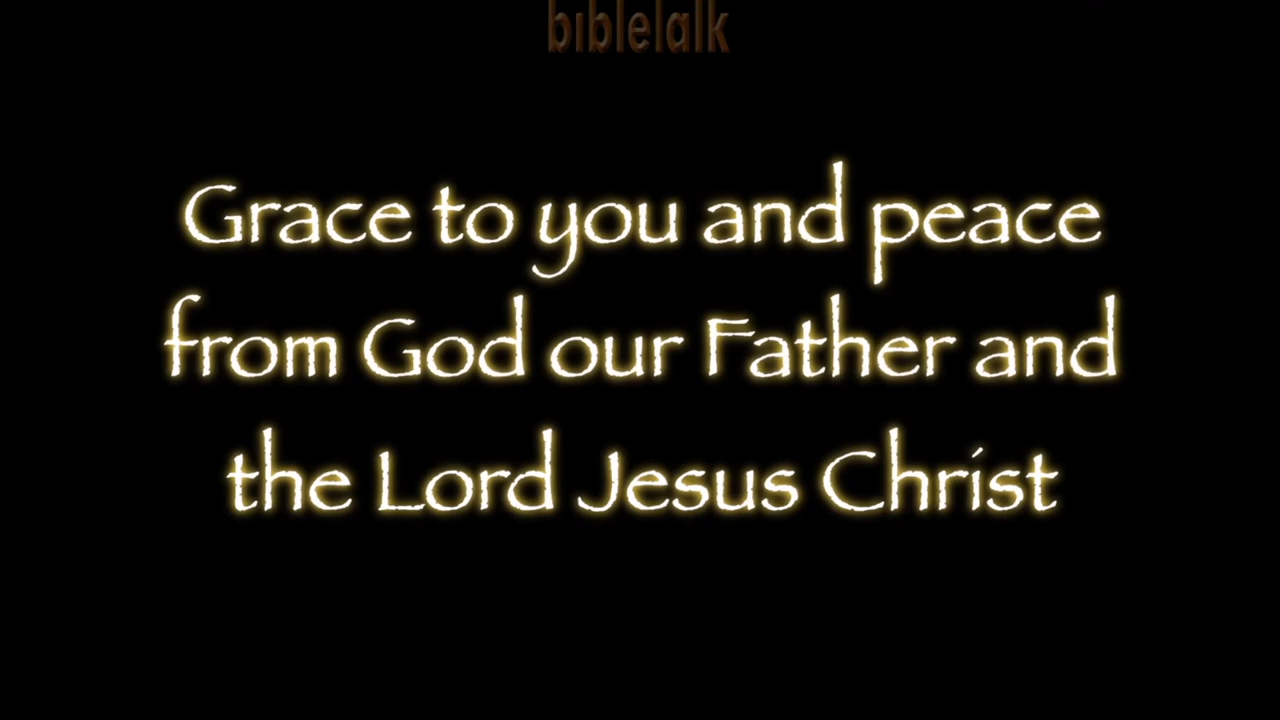 biblelalk
Grace to you and peace
from God our Father and
the Lord Jesus Christ